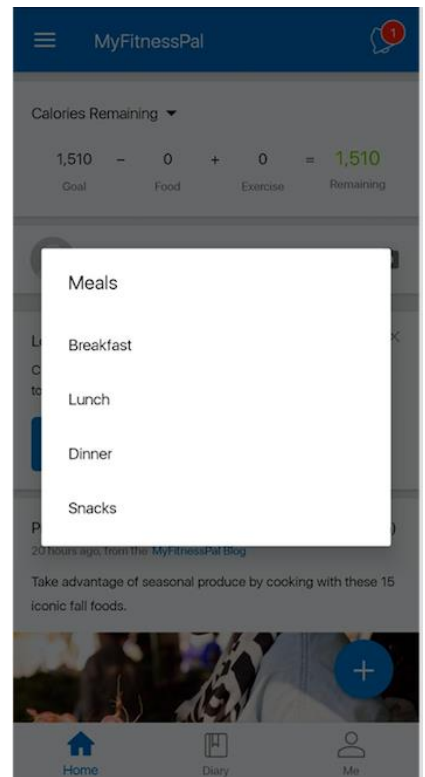 MyFitnessPal
1
Calories Remaining
1,510 – 0 + 0 = 1,510
Goal Food Exercise Remaining
Meals
Breakfast
Lunch
Dinner
Snacks
20 hours ago, from the MyFitnessPal Blog
Take advantage of seasonal produce by cooking with these 15
iconic fall foods.
+
Home Diary Me